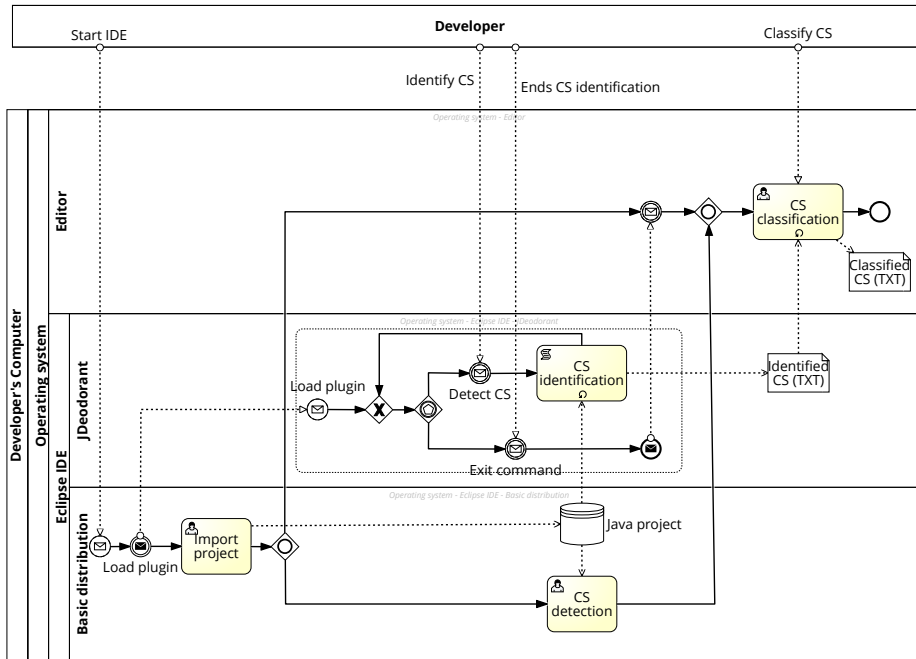 Developer
Start IDE
Classify CS
Identify CS
Ends CS identification
Operating system - Editor
Developer's Computer
Operating system
Editor
CS
classification
Classified
CS (TXT)
Operating system - Eclipse IDE - JDeodorant
Eclipse IDE
JDeodorant
Load plugin
Detect CS
CS
identification
Identified
CS (TXT)
Exit command
Operating system - Eclipse IDE - Basic distribution
Basic distribution
Load plugin
Import
project
Java project
CS
detection